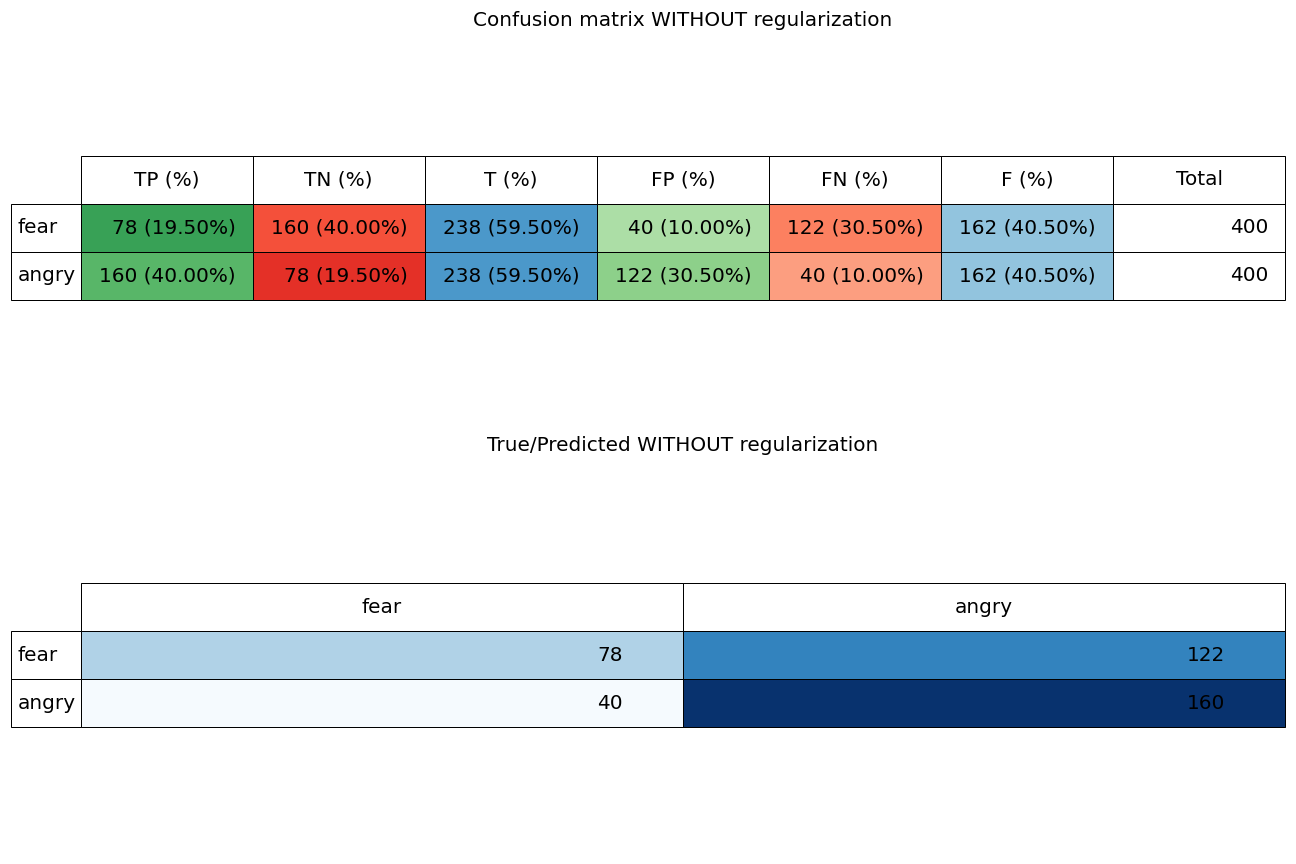 Confusion matrix WITHOUT regularization
TP (%) TN (%) T (%) FP (%) FN (%) F (%) Total
fear 78 (19.50%) 160 (40.00%) 238 (59.50%) 40 (10.00%) 122 (30.50%) 162 (40.50%) 400
angry 160 (40.00%) 78 (19.50%) 238 (59.50%) 122 (30.50%) 40 (10.00%) 162 (40.50%) 400
True/Predicted WITHOUT regularization
fear angry
fear 78 122
angry 40 160